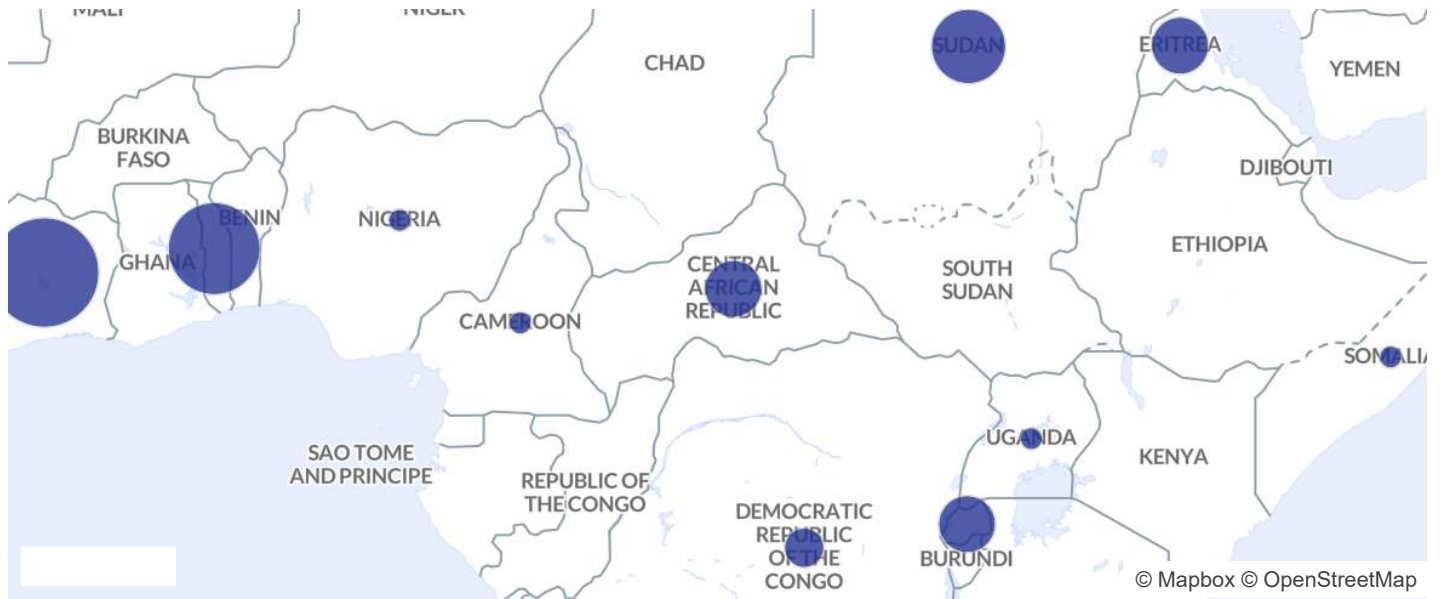 MALI
NIGER
SUDAN
ERITREA
CHAD
YEMEN
BURKINA
FASO
DJIBOUTI
BENIN
NIGERIA
GHANA
ETHIOPIA
CENTRAL
AFRICAN
REPUBLIC
SOUTH
SUDAN
CAMEROON
SOMALIA
UGANDA
KENYA
SAO TOME
AND PRINCIPE
REPUBLIC OF
THE CONGO
DEMOCRATIC
REPUBLIC
OF THE
CONGO
BURUNDI
© Mapbox © OpenStreetMap